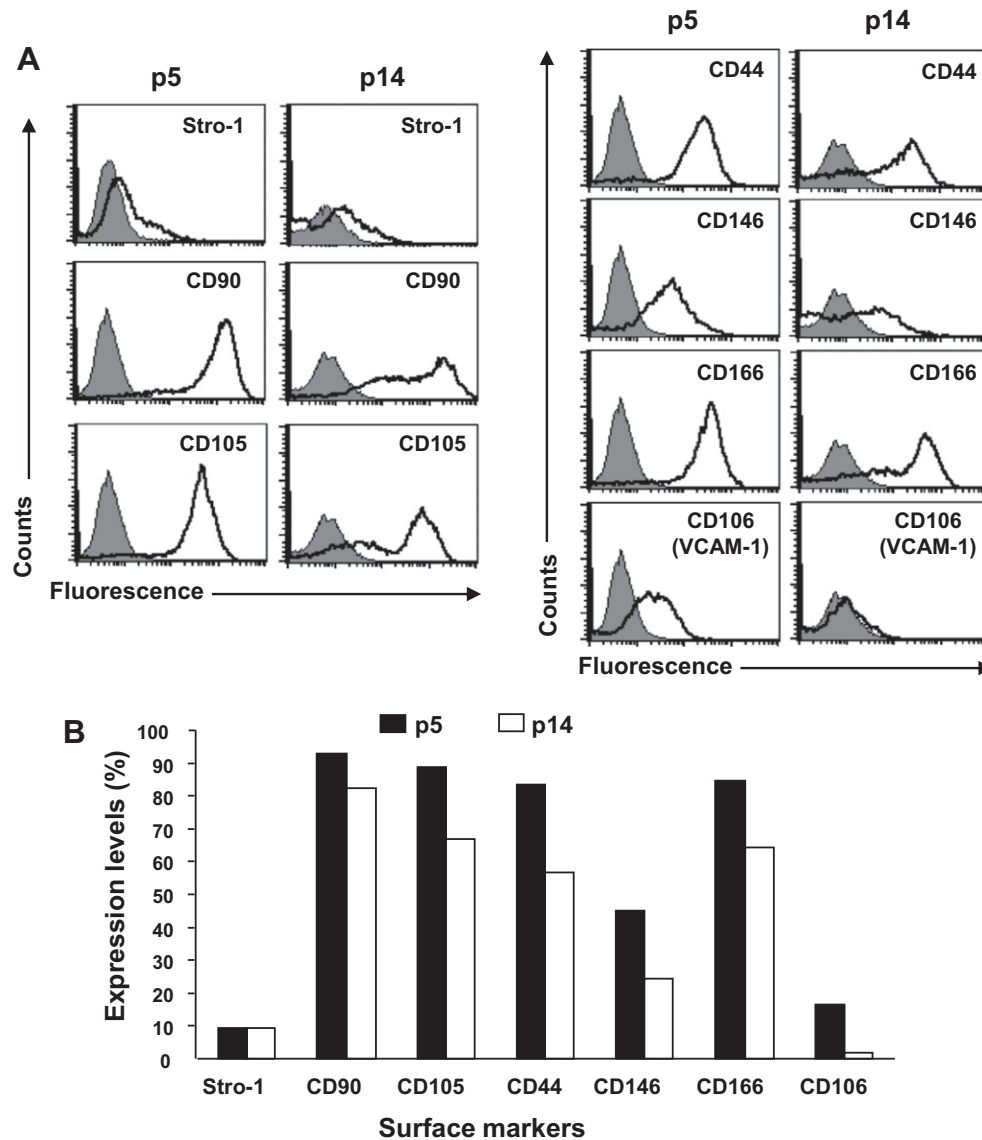 A
p5 p14
Stro-1 Stro-1
CD90 CD90
CD105 CD105
Counts
Fluorescence
p5 p14
CD44 CD44
CD146 CD146
CD166 CD166
CD106 CD106
(VCAM-1) (VCAM-1)
Counts
Fluorescence
B
p5 p14
Expression levels (%)
100
90
80
70
60
50
40
30
20
10
0
Stro-1 CD90 CD105 CD44 CD146 CD166 CD106
Surface markers